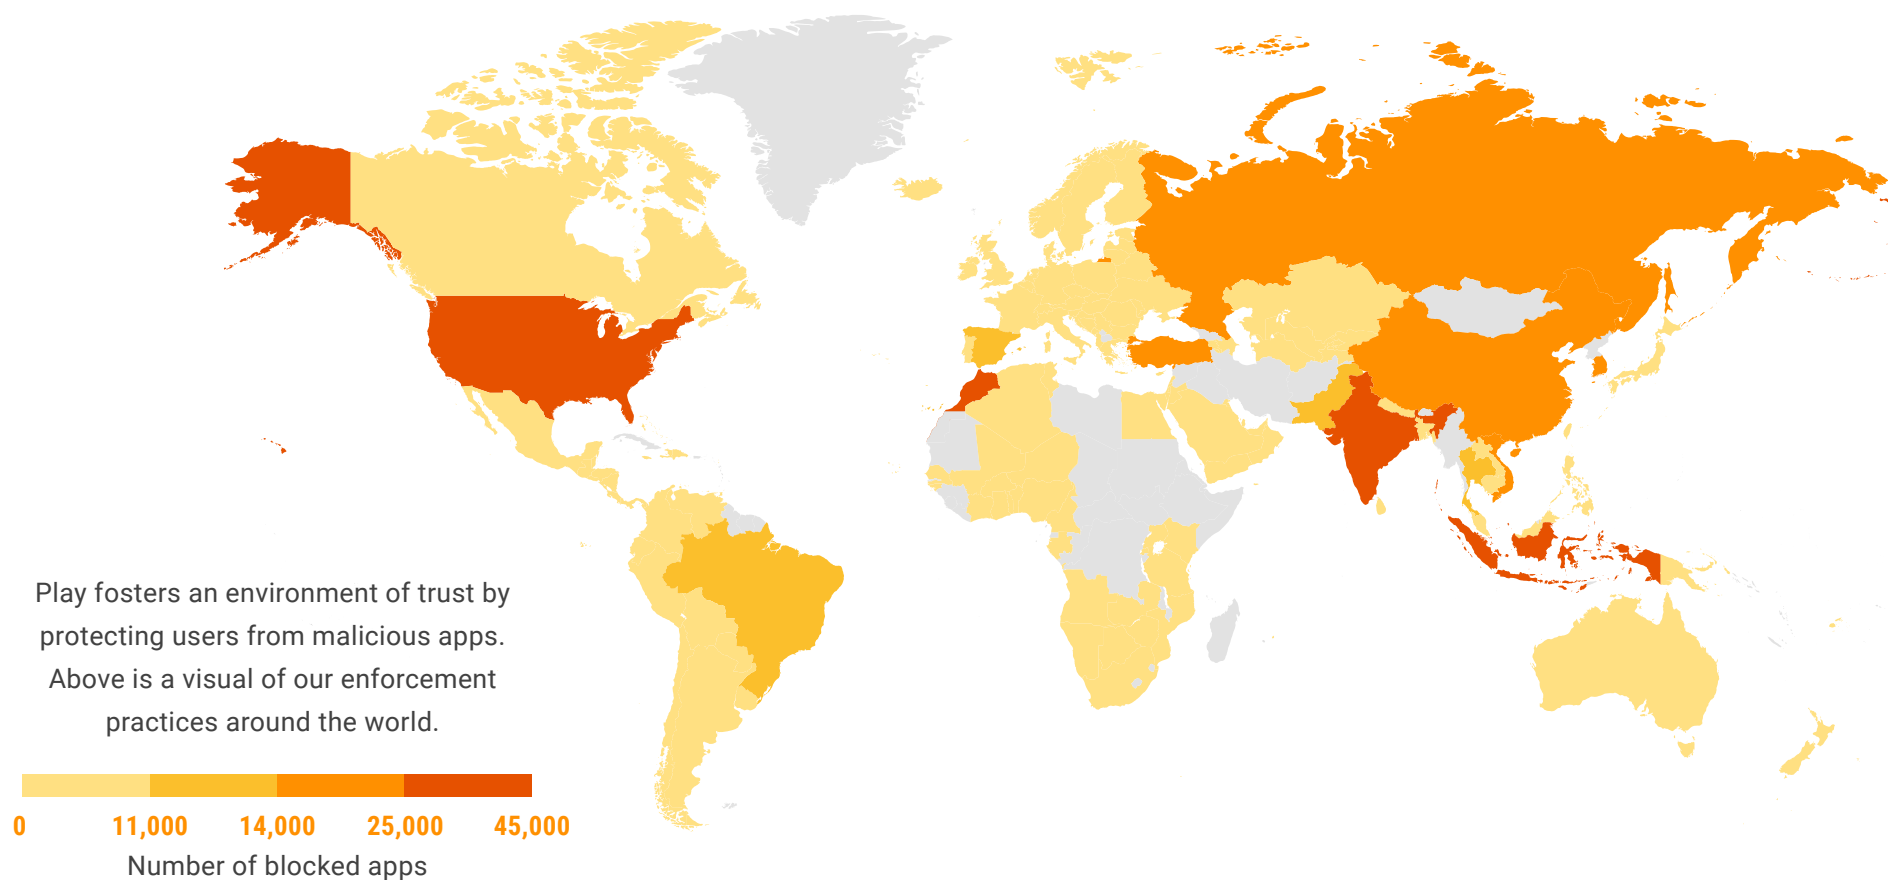 Play fosters an environment of trust by
protecting users from malicious apps.
Above is a visual of our enforcement
practices around the world.
0 11,000 14,000 25,000 45,000
Number of blocked apps